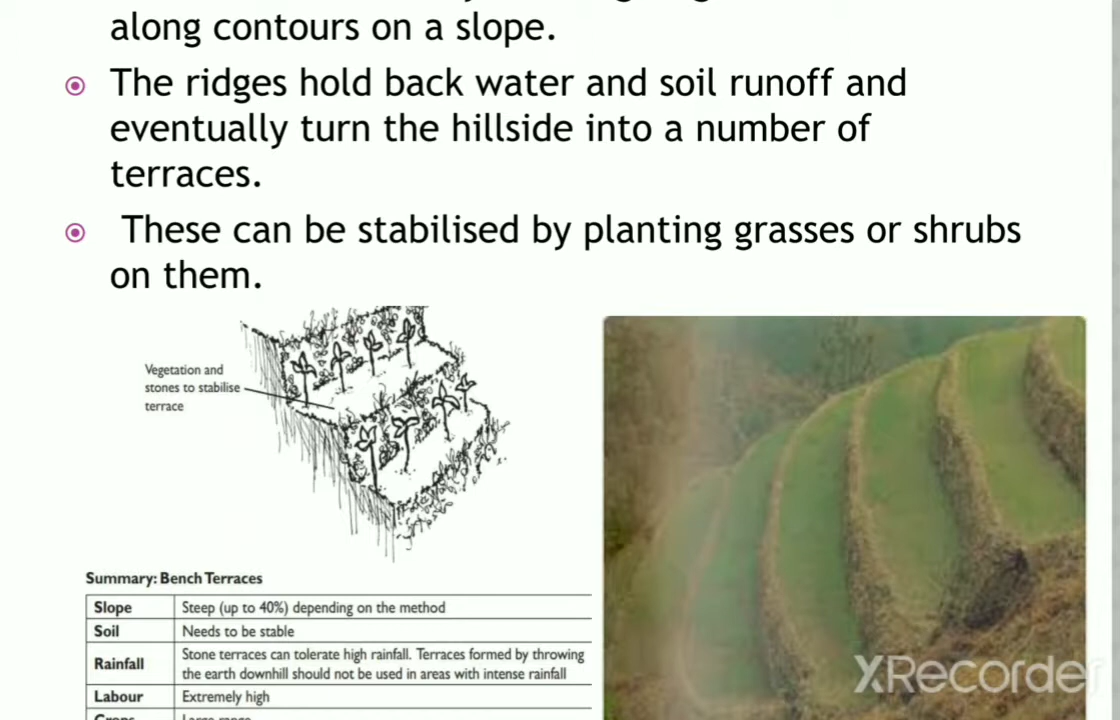 along contours on a slope.
The ridges hold back water and soil runoff and
eventually turn the hillside into a number of
terraces.
These can be stabilised by planting grasses or shrubs
on them.
Vegetation and
stones to stabilise
terrace
Summary: Bench Terraces
Slope Steep (up to 40%) depending on the method
Soil Needs to be stable
Rainfall Stone terraces can tolerate high rainfall. Terraces formed by throwing
the earth downhill should not be used in areas with intense rainfall
Labour Extremely high
Crops Large range
XRecorder